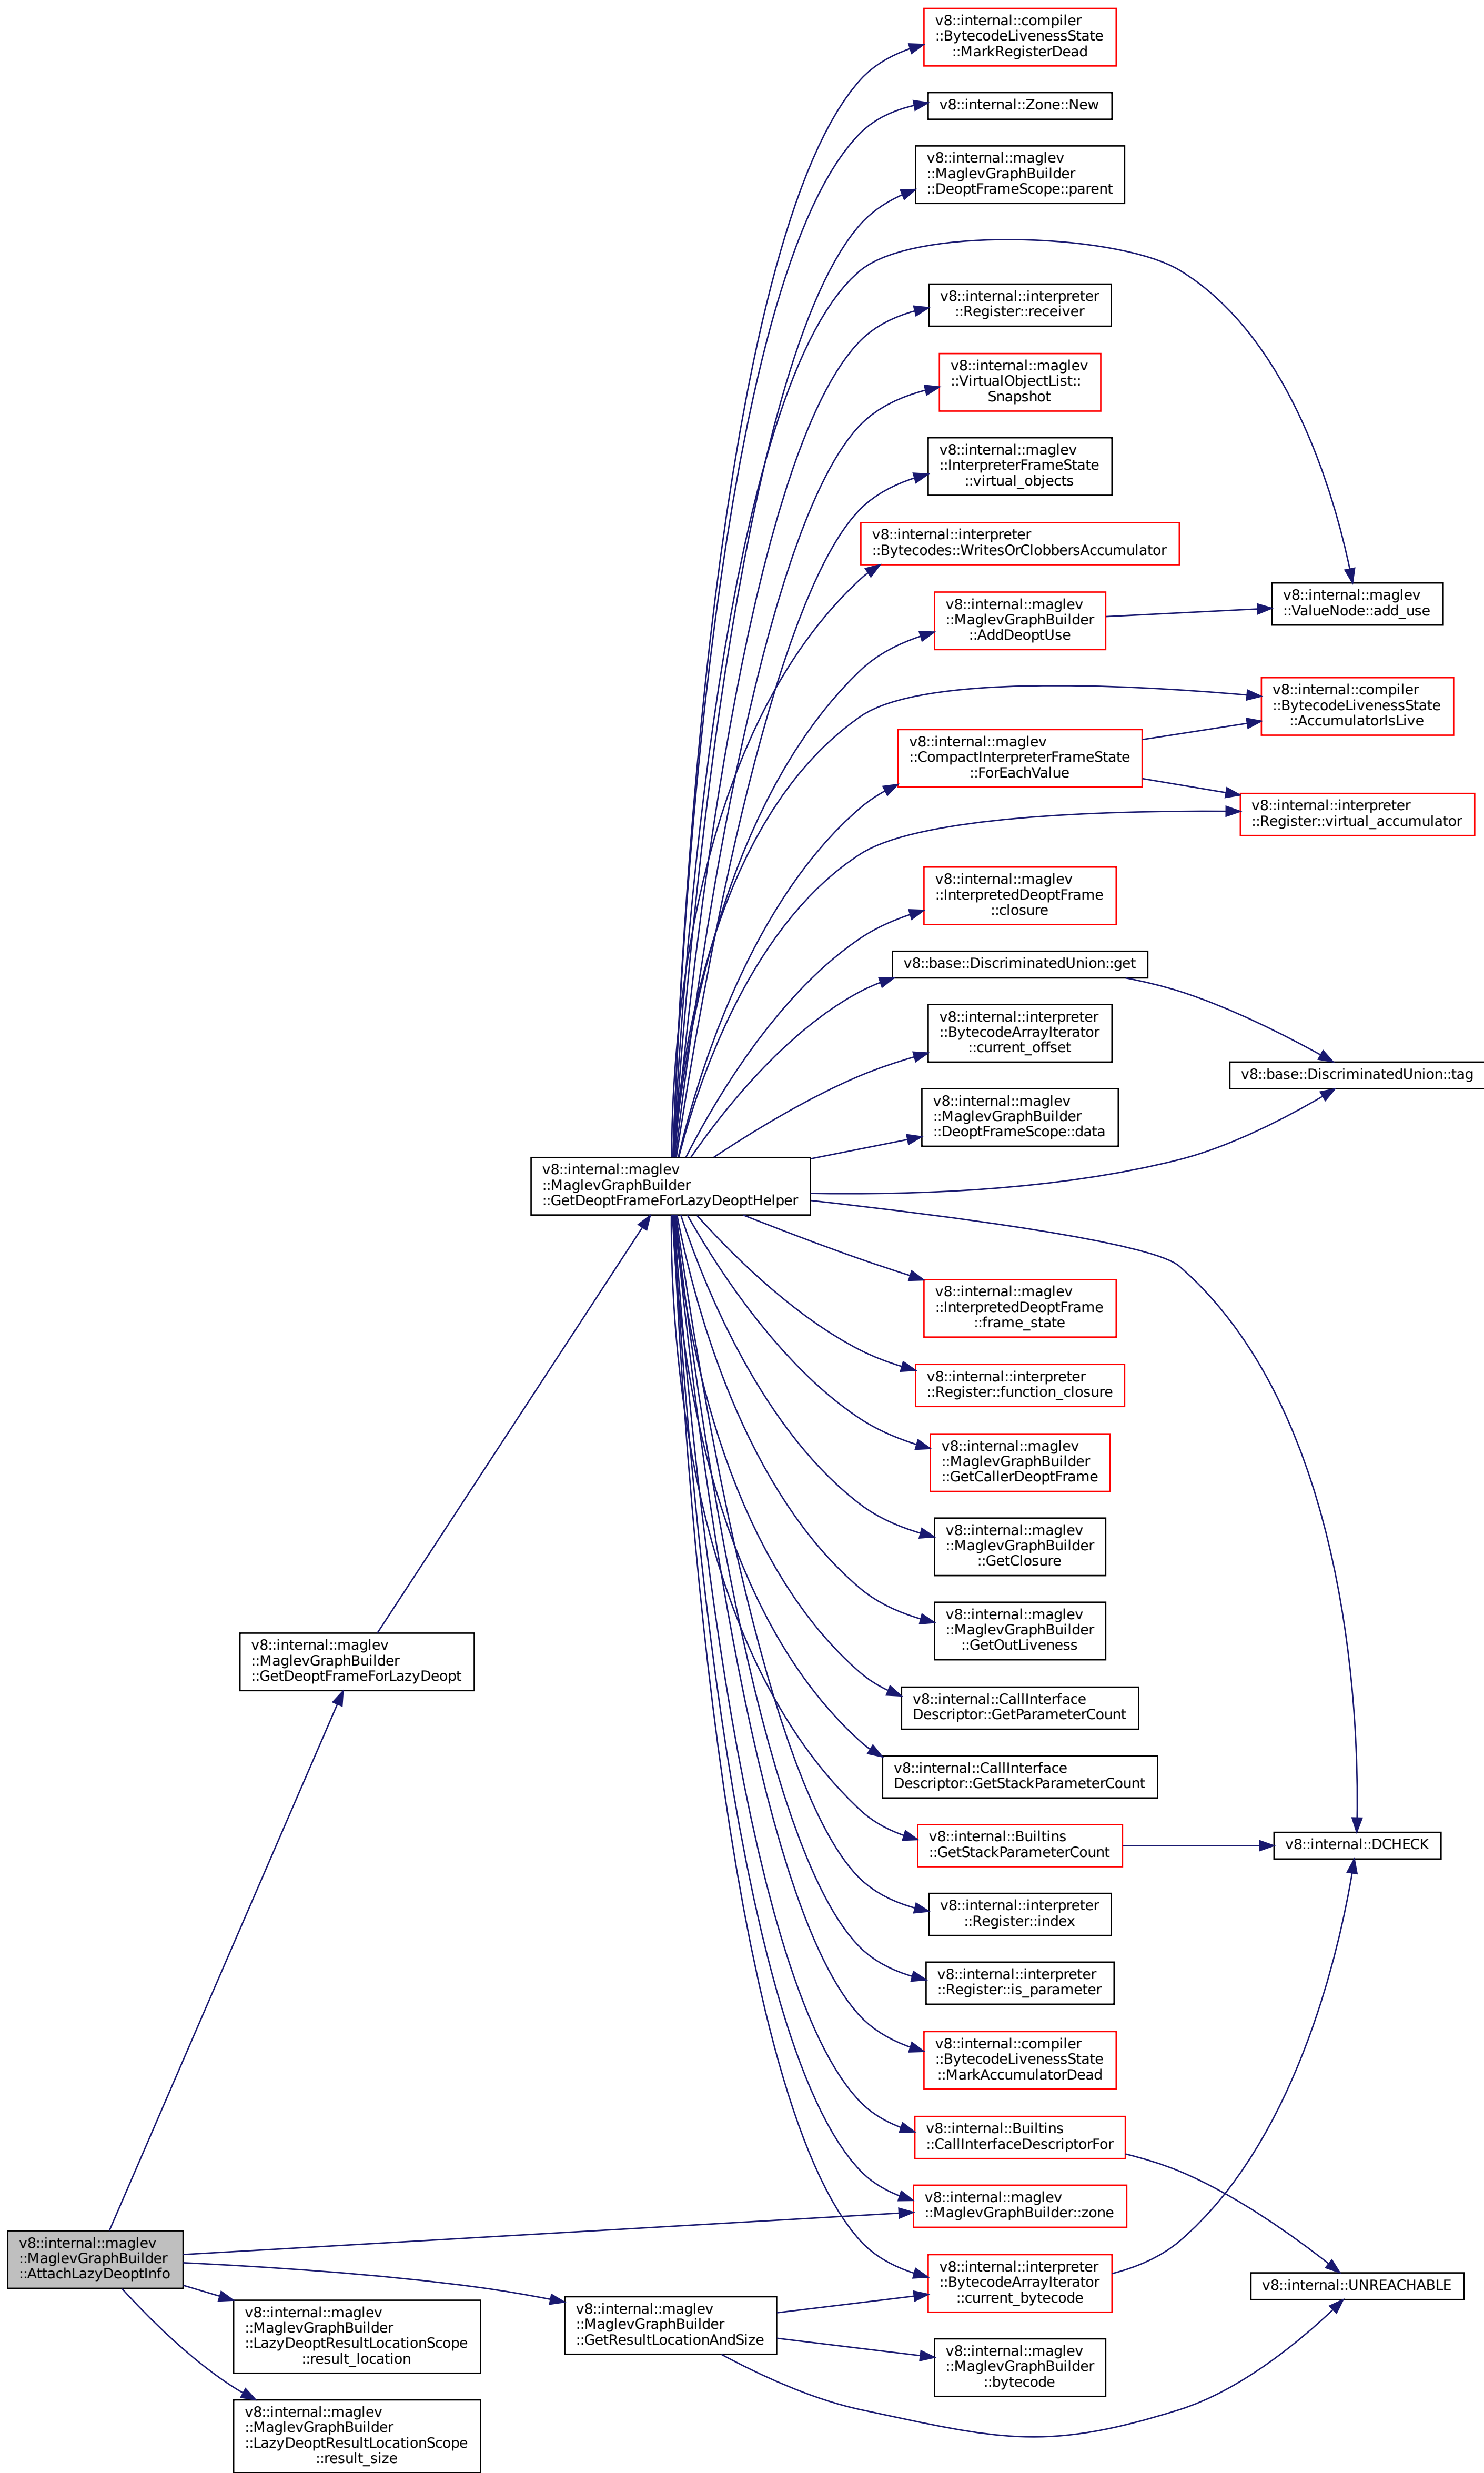 v8::internal::compiler
::BytecodeLivenessState
::MarkRegisterDead
v8::internal::Zone::New
v8::internal::maglev
::MaglevGraphBuilder
::DeoptFrameScope::parent
v8::internal::interpreter
::Register::receiver
v8::internal::maglev
::VirtualObjectList::
Snapshot
v8::internal::maglev
::InterpreterFrameState
::virtual_objects
v8::internal::interpreter
::Bytecodes::WritesOrClobbersAccumulator
v8::internal::maglev
::ValueNode::add_use
v8::internal::maglev
::MaglevGraphBuilder
::AddDeoptUse
v8::internal::compiler
::BytecodeLivenessState
::AccumulatorIsLive
v8::internal::maglev
::CompactInterpreterFrameState
::ForEachValue
v8::internal::interpreter
::Register::virtual_accumulator
v8::internal::maglev
::InterpretedDeoptFrame
::closure
v8::base::DiscriminatedUnion::get
v8::internal::interpreter
::BytecodeArrayIterator
::current_offset
v8::base::DiscriminatedUnion::tag
v8::internal::maglev
::MaglevGraphBuilder
::DeoptFrameScope::data
v8::internal::maglev
::MaglevGraphBuilder
::GetDeoptFrameForLazyDeoptHelper
v8::internal::maglev
::InterpretedDeoptFrame
::frame_state
v8::internal::interpreter
::Register::function_closure
v8::internal::maglev
::MaglevGraphBuilder
::GetCallerDeoptFrame
v8::internal::maglev
::MaglevGraphBuilder
::GetClosure
v8::internal::maglev
::MaglevGraphBuilder
::GetOutLiveness
v8::internal::maglev
::MaglevGraphBuilder
::GetDeoptFrameForLazyDeopt
v8::internal::CallInterface
Descriptor::GetParameterCount
v8::internal::CallInterface
Descriptor::GetStackParameterCount
v8::internal::Builtins
::GetStackParameterCount
v8::internal::DCHECK
v8::internal::interpreter
::Register::index
v8::internal::interpreter
::Register::is_parameter
v8::internal::compiler
::BytecodeLivenessState
::MarkAccumulatorDead
v8::internal::Builtins
::CallInterfaceDescriptorFor
v8::internal::maglev
::MaglevGraphBuilder::zone
v8::internal::maglev
::MaglevGraphBuilder
::AttachLazyDeoptInfo
v8::internal::interpreter
::BytecodeArrayIterator
::current_bytecode
v8::internal::UNREACHABLE
v8::internal::maglev
::MaglevGraphBuilder
::GetResultLocationAndSize
v8::internal::maglev
::MaglevGraphBuilder
::LazyDeoptResultLocationScope
::result_location
v8::internal::maglev
::MaglevGraphBuilder
::bytecode
v8::internal::maglev
::MaglevGraphBuilder
::LazyDeoptResultLocationScope
::result_size